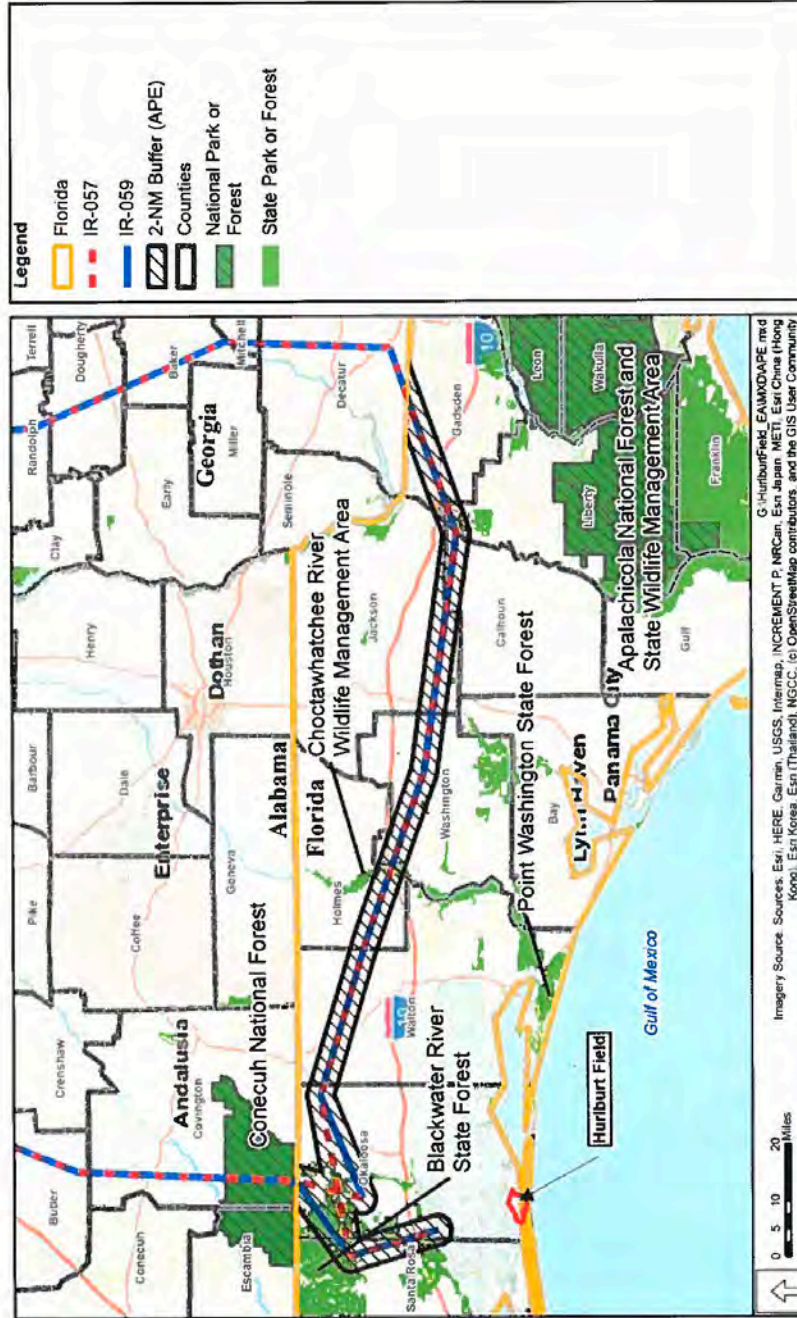 Legend
Florida
IR-057
IR-059
2-NM Buffer (APE)
Counties
National Park or
Forest
State Park or Forest
Butler
Crenshaw
Pike
Barbour
Clay
Randolph
Terrell
Dougherty
Conecuh
Andalusia
Covington
Coffee
Enterprise
Dale
Henry
Dothan
Houston
Early
Baker
Mitchell
Georgia
Miller
Escambia
Conecuh National Forest
Geneva
Alabama
Seminole
Decatur
Florida
Choctawhatchee River
Wildlife Management Area
Holmes
Jackson
Gadsden
10
Okaloosa
Walton
10
Washington
Calhoun
Leon
Wakulla
Liberty
Santa Rosa
Blackwater River
State Forest
Point Washington State Forest
Bay
Lynn Haven
Panama City
Apalachicola National Forest and
State Wildlife Management Area
Gulf
Franklin
Hurlburt Field
Gulf of Mexico
0 5 10 20
Miles
G:\HurlburtField_EA\MXD\APE.mxd
Imagery Source: Sources: Esri, HERE, Garmin, USGS, Intermap, INCREMENT P, NRCan, Esri Japan, METI, Esri China (Hong
Kong), Esri Korea, Esri (Thailand), NGCC, (c) OpenStreetMap contributors, and the GIS User Community